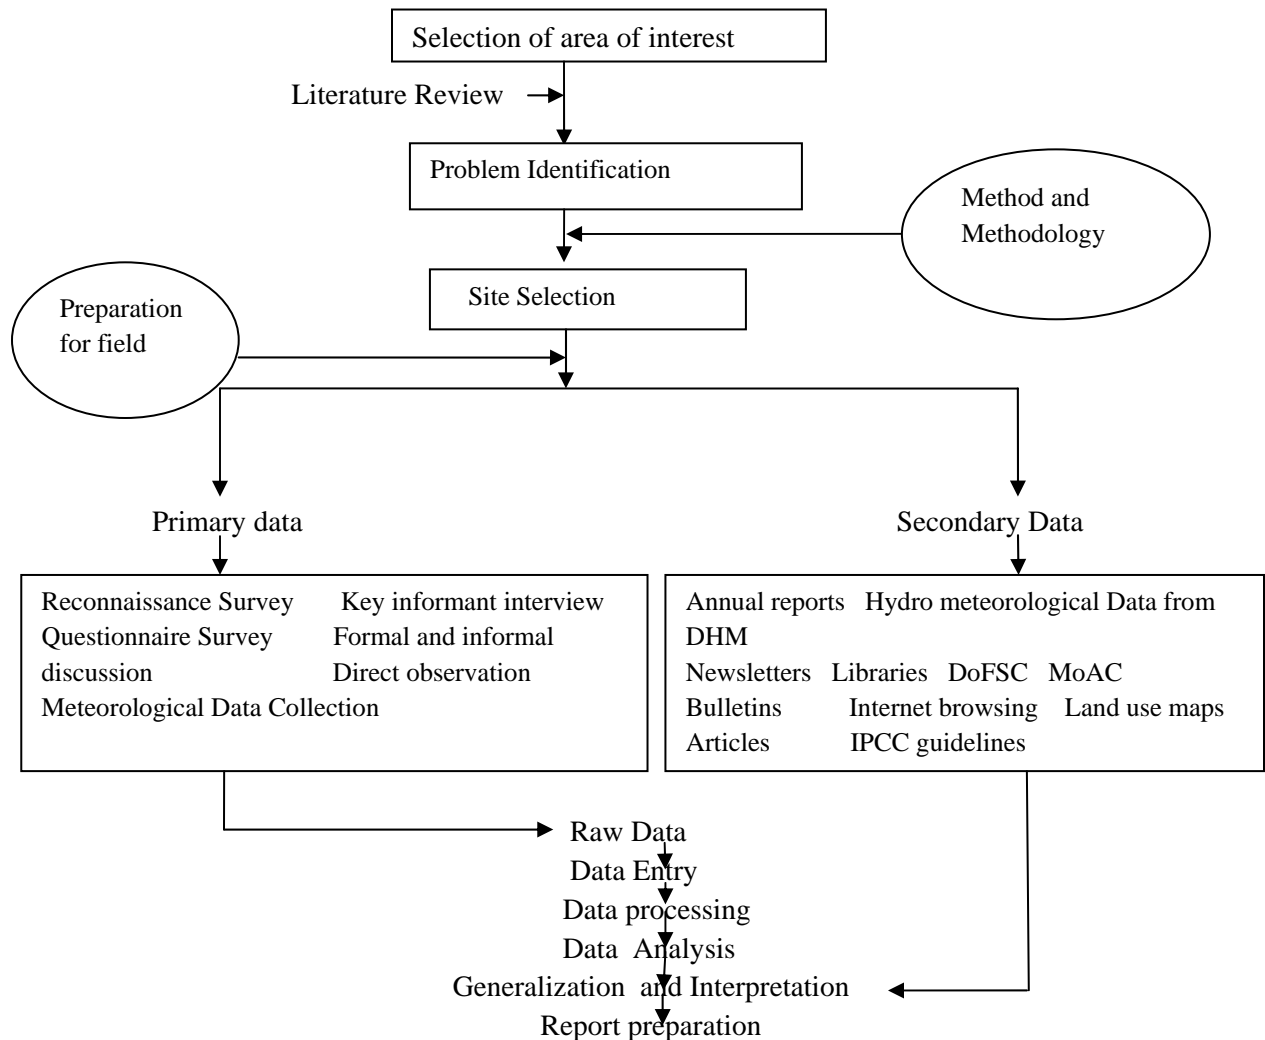 Selection of area of interest
Literature Review
Problem Identification
Method and
Methodology
Site Selection
Preparation
for field
Primary data
Secondary Data
Reconnaissance Survey Key informant interview
Questionnaire Survey Formal and informal
discussion Direct observation
Meteorological Data Collection
Annual reports Hydro meteorological Data from
DHM
Newsletters Libraries DoFSC MoAC
Bulletins Internet browsing Land use maps
Articles IPCC guidelines
Raw Data
Data Entry
Data processing
Data Analysis
Generalization and Interpretation
Report preparation